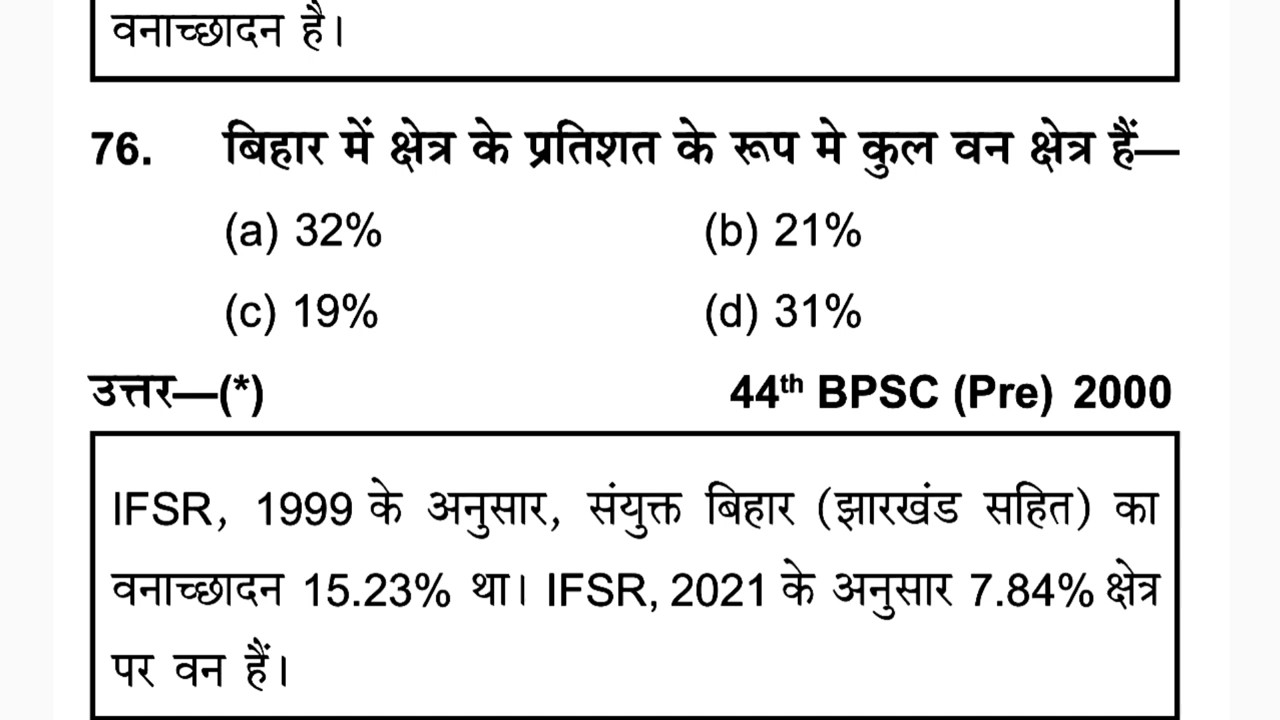 वनाच्छादन है।
76. बिहार में क्षेत्र के प्रतिशत के रूप मे कुल वन क्षेत्र हैं—
(a) 32% (b) 21%
(c) 19% (d) 31%
उत्तर—(*) 44th BPSC (Pre) 2000
IFSR, 1999 के अनुसार, संयुक्त बिहार (झारखंड सहित) का
वनाच्छादन 15.23% था। IFSR, 2021 के अनुसार 7.84% क्षेत्र
पर वन हैं।